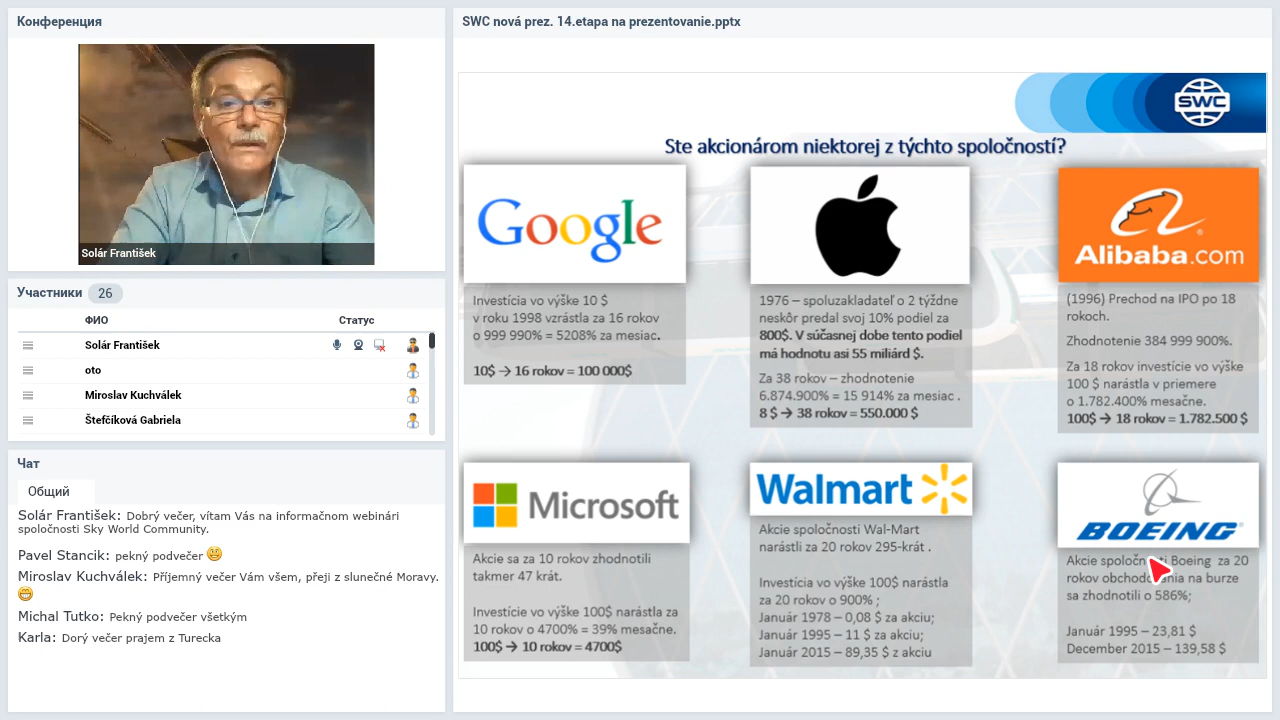 Конференция
Solár František
Участники 26
ФИО Статус
Solár František
oto
Miroslav Kuchválek
Štefčíková Gabriela
Чат
Общий
Solár František: Dobrý večer, vítam Vás na informačnom webinári
spoločnosti Sky World Community.
Pavel Stancik: pekný podvečer
Miroslav Kuchválek: Příjemný večer Vám všem, přeji z slunečné Moravy.
Michal Tutko: Pekný podvečer všetkým
Karla: Dorý večer prajem z Turecka
SWC nová prez. 14.etapa na prezentovanie.pptx
SWC
Ste akcionárom niektorej z týchto spoločností?
Google
Investícia vo výške 10 $
v roku 1998 vzrástla za 16 rokov
o 999 990% = 5208% za mesiac.
10$ → 16 rokov = 100 000$
1976 – spoluzakladateľ o 2 týždne
neskôr predal svoj 10% podiel za
800$. V súčasnej dobe tento podiel
má hodnotu asi 55 miliárd $.
Za 38 rokov – zhodnotenie
6.874.900% = 15 914% za mesiac .
8 $ → 38 rokov = 550.000 $
Alibaba.com
(1996) Prechod na IPO po 18
rokoch.
Zhodnotenie 384 999 900%.
Za 18 rokov investície vo výške
100 $ narástla v priemere
o 1.782.400% mesačne.
100$ → 18 rokov = 1.782.500 $
Microsoft
Akcie sa za 10 rokov zhodnotili
takmer 47 krát.
Investícia vo výške 100$ narástla za
10 rokov o 4700% = 39% mesačne.
100$ → 10 rokov = 4700$
Walmart
Akcie spoločnosti Wal-Mart
narástli za 20 rokov 295-krát .
Investícia vo výške 100$ narástla
za 20 rokov o 900% ;
Január 1978 – 0,08 $ za akciu;
Január 1995 – 11 $ za akciu;
Január 2015 – 89,35 $ z akciu
BOEING
Akcie spoločnosti Boeing za 20
rokov obchodovania na burze
sa zhodnotili o 586%;
Január 1995 – 23,81 $
December 2015 – 139,58 $